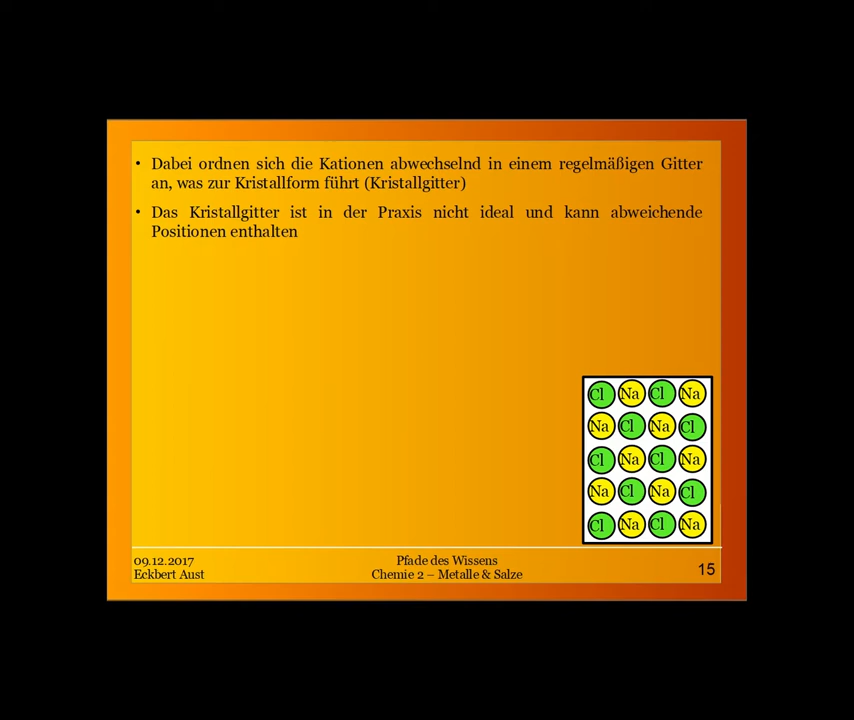 • Dabei ordnen sich die Kationen abwechselnd in einem regelmäßigen Gitter
an, was zur Kristallform führt (Kristallgitter)
• Das Kristallgitter ist in der Praxis nicht ideal und kann abweichende
Positionen enthalten
Cl Na Cl Na
Na Cl Na Cl
Cl Na Cl Na
Na Cl Na Cl
Cl Na Cl Na
09.12.2017
Eckbert Aust
Pfade des Wissens
Chemie 2 – Metalle & Salze
15